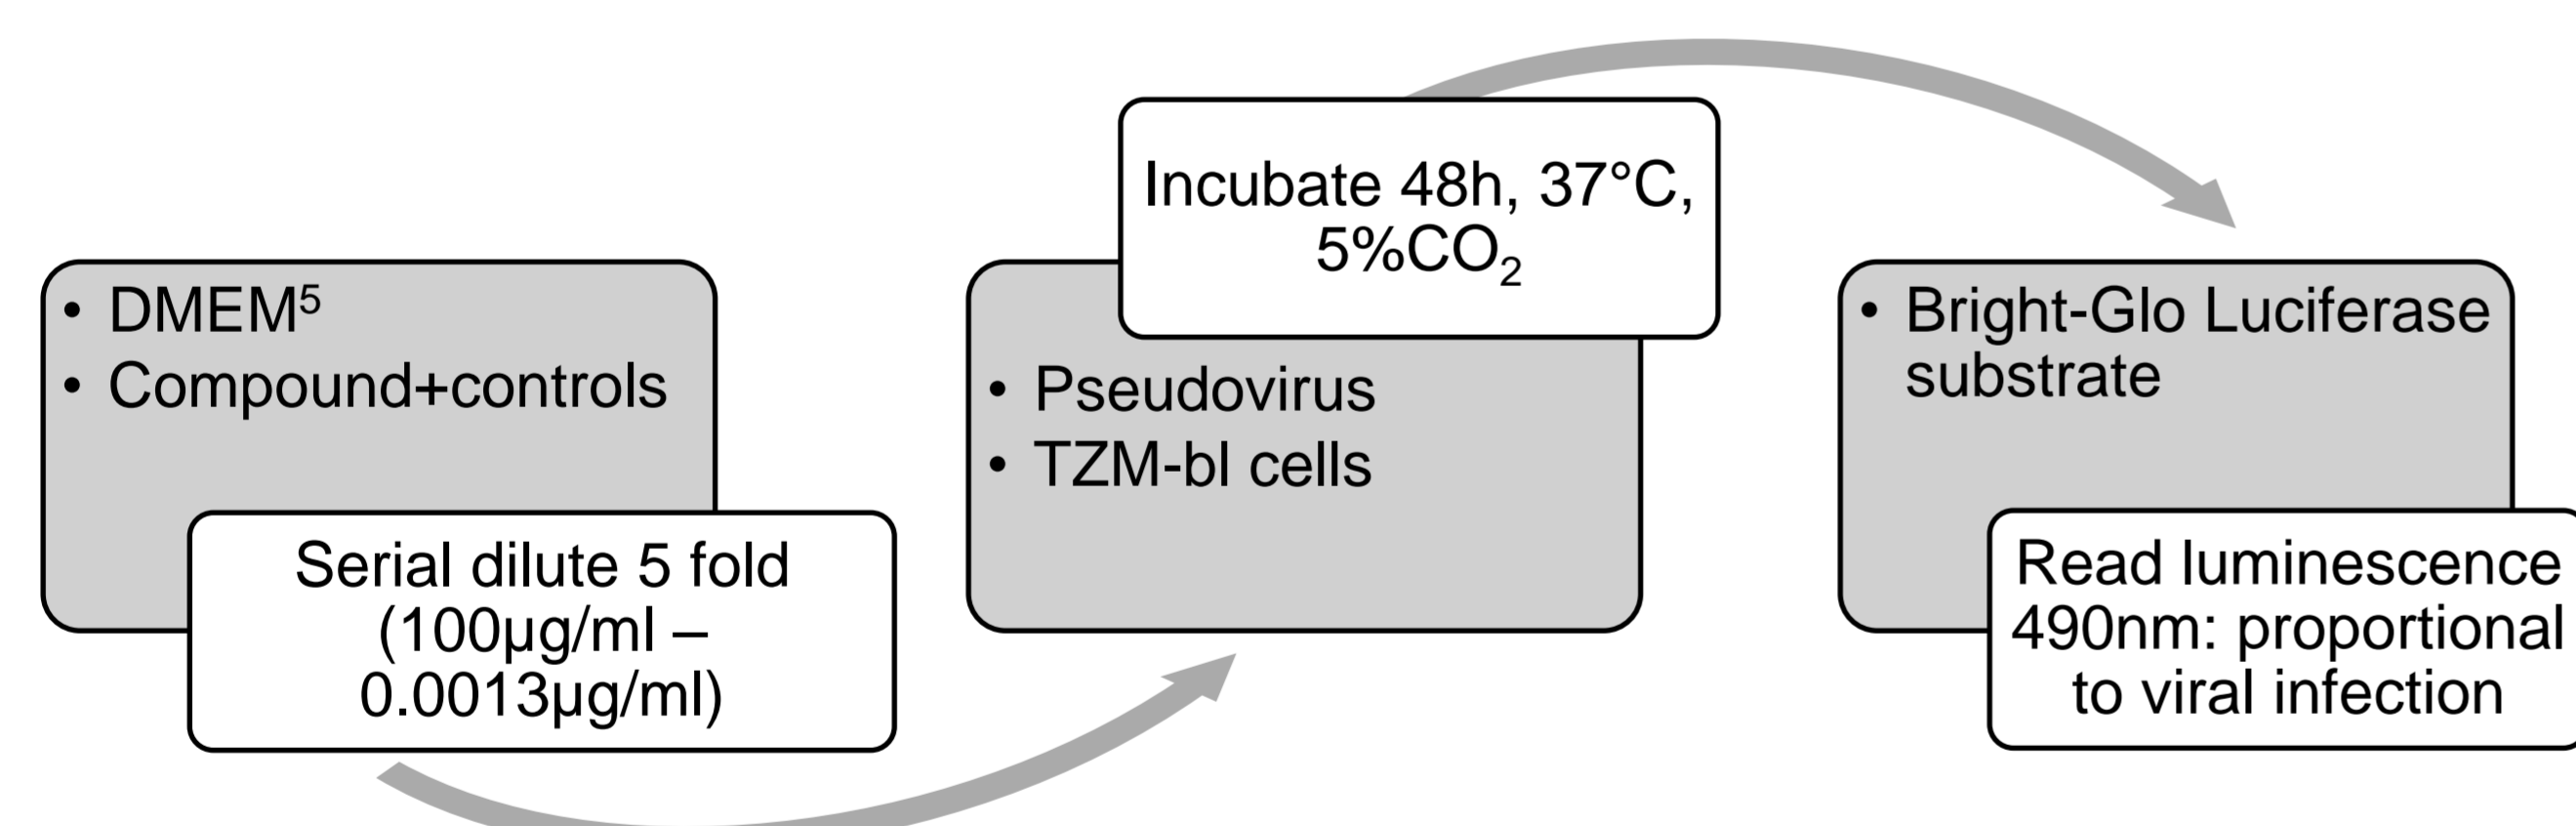 • DMEM⁵
• Compound+controls
Serial dilute 5 fold
(100µg/ml –
0.0013µg/ml)
Incubate 48h, 37°C,
5%CO₂
• Pseudovirus
• TZM-bl cells
• Bright-Glo Luciferase
substrate
Read luminescence
490nm: proportional
to viral infection